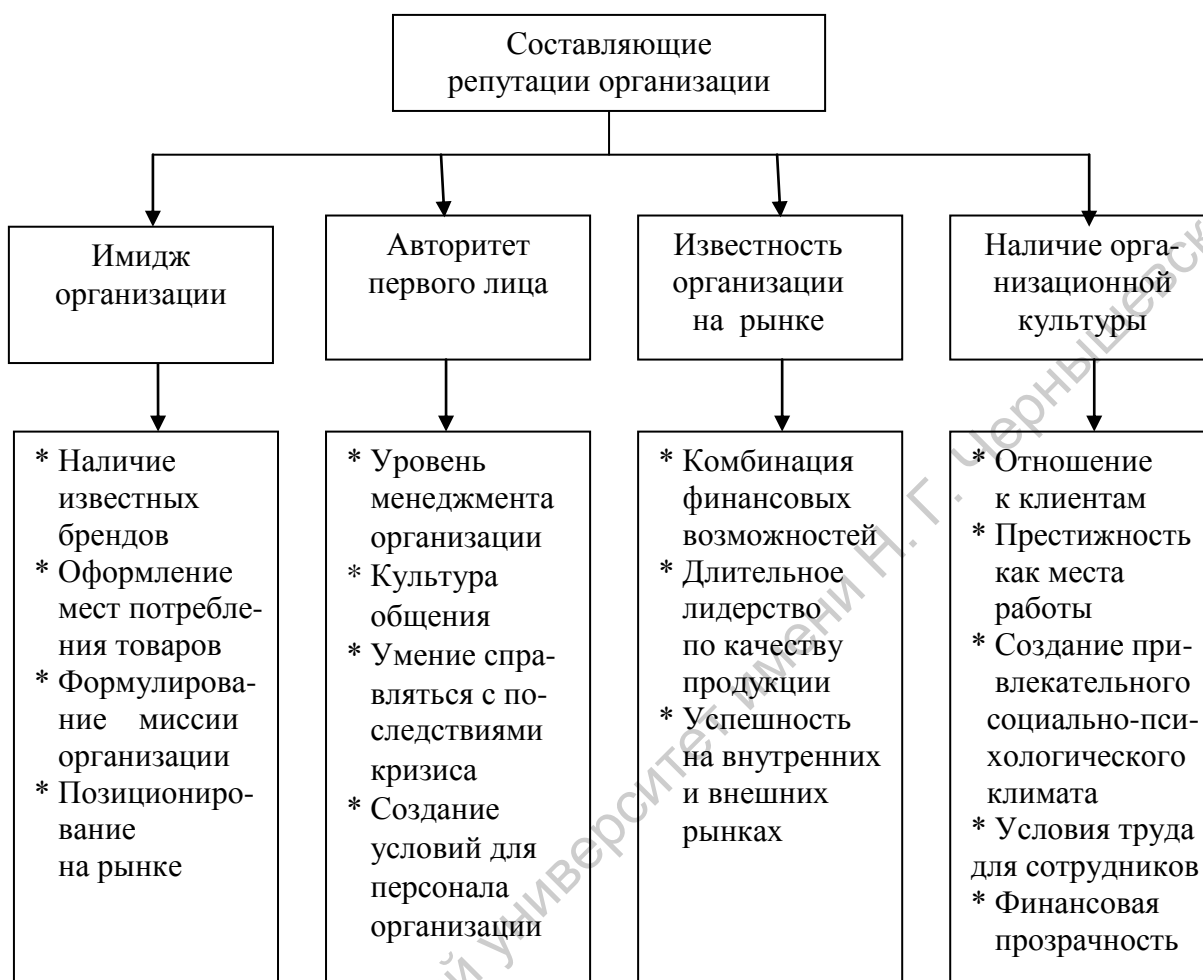 Составляющие
репутации организации
Имидж
организации
Авторитет
первого лица
Известность
организации
на рынке
Наличие орга-
низационной
культуры
* Наличие
известных
брендов
* Оформление
мест потребле-
ния товаров
* Формулирова-
ние миссии
организации
* Позициониро-
вание
на рынке
* Уровень
менеджмента
организации
* Культура
общения
* Умение спра-
вляться с по-
следствиями
кризиса
* Создание
условий для
персонала
организации
* Комбинация
финансовых
возможностей
* Длительное
лидерство
по качеству
продукции
* Успешность
на внутренних
и внешних
рынках
* Отношение
к клиентам
* Престижность
как места
работы
* Создание при-
влекательного
социально-пси-
хологического
климата
* Условия труда
для сотрудников
* Финансовая
прозрачность
университет имени Н. Г. Чернышевск